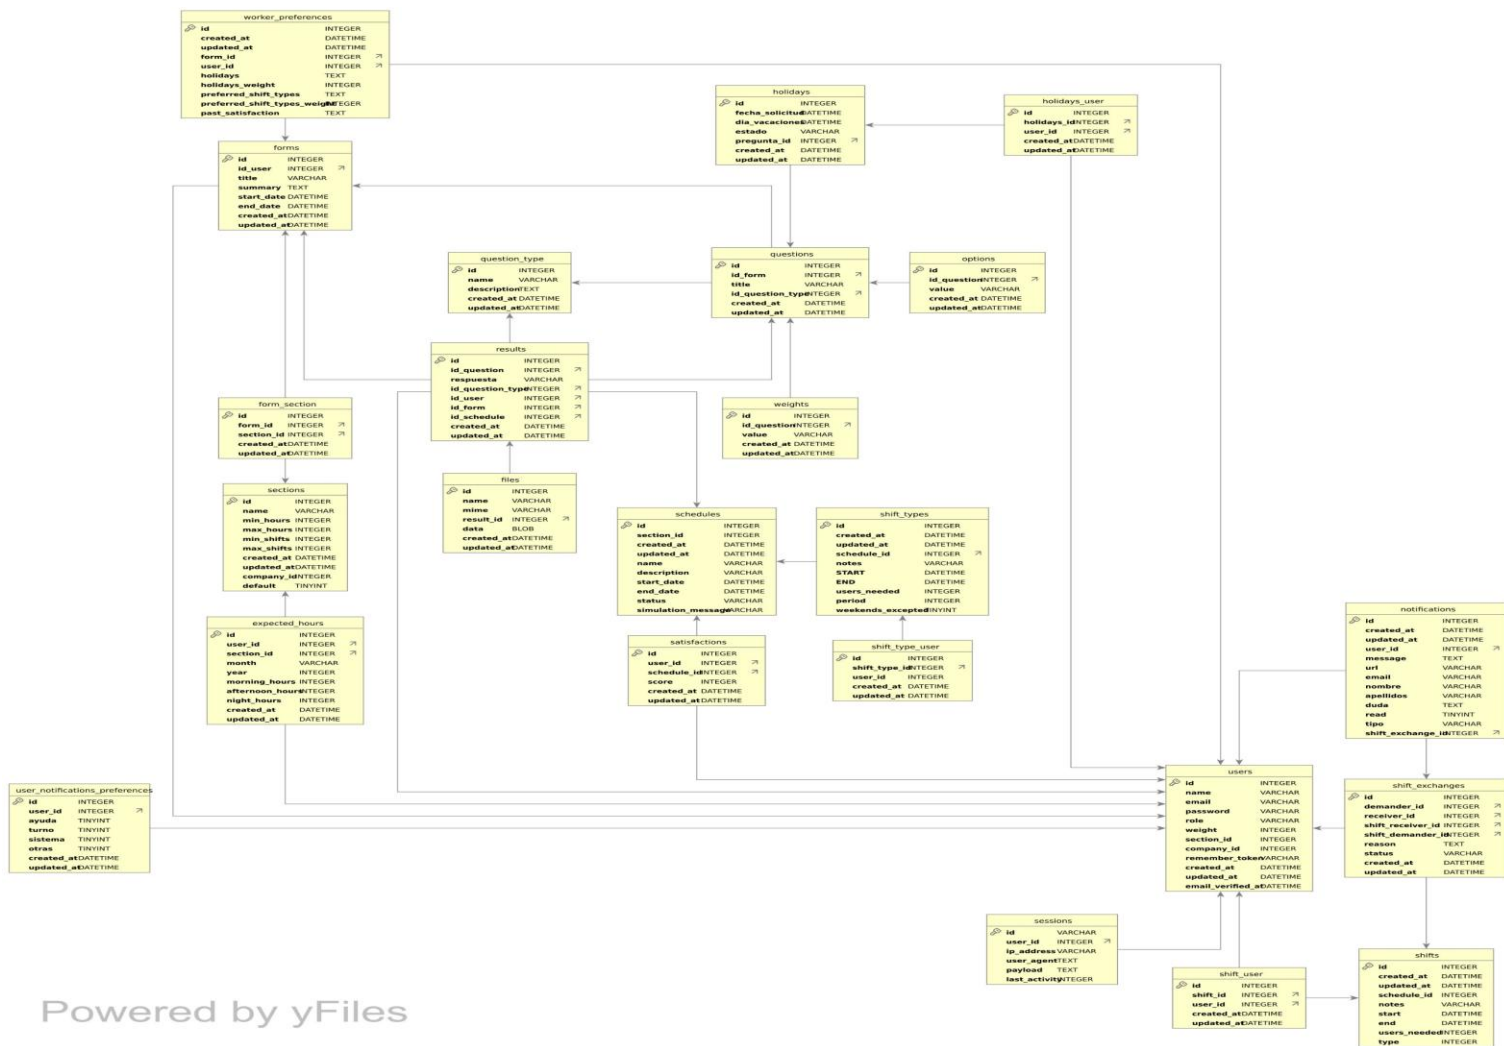 worker_preferences
id INTEGER
created_at DATETIME
updated_at DATETIME
form_id INTEGER
user_id INTEGER
holidays TEXT
holidays_weight INTEGER
preferred_shift_types TEXT
preferred_shift_types_weight INTEGER
past_satisfaction TEXT
holidays
id INTEGER
fecha_solicitud DATETIME
dia_vacaciones DATETIME
estado VARCHAR
pregunta_id INTEGER
created_at DATETIME
updated_at DATETIME
holidays_user
id INTEGER
holidays_id INTEGER
user_id INTEGER
created_at DATETIME
updated_at DATETIME
forms
id INTEGER
id_user INTEGER
title VARCHAR
summary TEXT
start_date DATETIME
end_date DATETIME
created_at DATETIME
updated_at DATETIME
question_type
id INTEGER
name VARCHAR
description TEXT
created_at DATETIME
updated_at DATETIME
questions
id INTEGER
id_form INTEGER
title VARCHAR
id_question_type INTEGER
created_at DATETIME
updated_at DATETIME
options
id INTEGER
id_question INTEGER
value VARCHAR
created_at DATETIME
updated_at DATETIME
results
id INTEGER
id_question INTEGER
respuesta VARCHAR
id_question_type INTEGER
id_user INTEGER
id_form INTEGER
id_schedule INTEGER
created_at DATETIME
updated_at DATETIME
form_section
id INTEGER
form_id INTEGER
section_id INTEGER
created_at DATETIME
updated_at DATETIME
weights
id INTEGER
id_question INTEGER
value VARCHAR
created_at DATETIME
updated_at DATETIME
sections
id INTEGER
name VARCHAR
min_hours INTEGER
max_hours INTEGER
min_shifts INTEGER
max_shifts INTEGER
created_at DATETIME
updated_at DATETIME
company_id INTEGER
default TINYINT
files
id INTEGER
name VARCHAR
mime VARCHAR
result_id INTEGER
data BLOB
created_at DATETIME
updated_at DATETIME
schedules
id INTEGER
section_id INTEGER
created_at DATETIME
updated_at DATETIME
name VARCHAR
description VARCHAR
start_date DATETIME
end_date DATETIME
status VARCHAR
simulation_message VARCHAR
shift_types
id INTEGER
created_at DATETIME
updated_at DATETIME
schedule_id INTEGER
notes VARCHAR
START DATETIME
END DATETIME
users_needed INTEGER
period INTEGER
weekends_excepted TINYINT
expected_hours
id INTEGER
user_id INTEGER
section_id INTEGER
month VARCHAR
year INTEGER
morning_hours INTEGER
afternoon_hours INTEGER
night_hours INTEGER
created_at DATETIME
updated_at DATETIME
satisfactions
id INTEGER
user_id INTEGER
schedule_id INTEGER
score INTEGER
created_at DATETIME
updated_at DATETIME
shift_type_user
id INTEGER
shift_type_id INTEGER
user_id INTEGER
created_at DATETIME
updated_at DATETIME
notifications
id INTEGER
created_at DATETIME
updated_at DATETIME
user_id INTEGER
message TEXT
url VARCHAR
email VARCHAR
nombre VARCHAR
apellidos VARCHAR
duda TEXT
read TINYINT
tipo VARCHAR
shift_exchange_id INTEGER
user_notifications_preferences
id INTEGER
user_id INTEGER
ayuda TINYINT
turno TINYINT
sistema TINYINT
otras TINYINT
created_at DATETIME
updated_at DATETIME
users
id INTEGER
name VARCHAR
email VARCHAR
password VARCHAR
role VARCHAR
weight INTEGER
section_id INTEGER
company_id INTEGER
remember_token VARCHAR
created_at DATETIME
updated_at DATETIME
email_verified_at DATETIME
shift_exchanges
id INTEGER
demander_id INTEGER
receiver_id INTEGER
shift_receiver_id INTEGER
shift_demander_id INTEGER
reason TEXT
status VARCHAR
created_at DATETIME
updated_at DATETIME
sessions
id VARCHAR
user_id INTEGER
ip_address VARCHAR
user_agent TEXT
payload TEXT
last_activity INTEGER
shift_user
id INTEGER
shift_id INTEGER
user_id INTEGER
created_at DATETIME
updated_at DATETIME
shifts
id INTEGER
created_at DATETIME
updated_at DATETIME
schedule_id INTEGER
notes VARCHAR
start DATETIME
end DATETIME
users_needed INTEGER
type INTEGER
Powered by yFiles